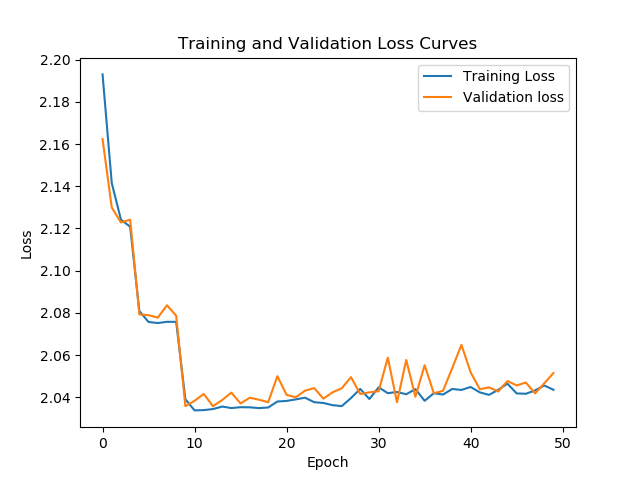 Training and Validation Loss Curves
Training Loss
Validation loss
2.20
2.18
2.16
2.14
2.12
2.10
2.08
2.06
2.04
Loss
0 10 20 30 40 50
Epoch